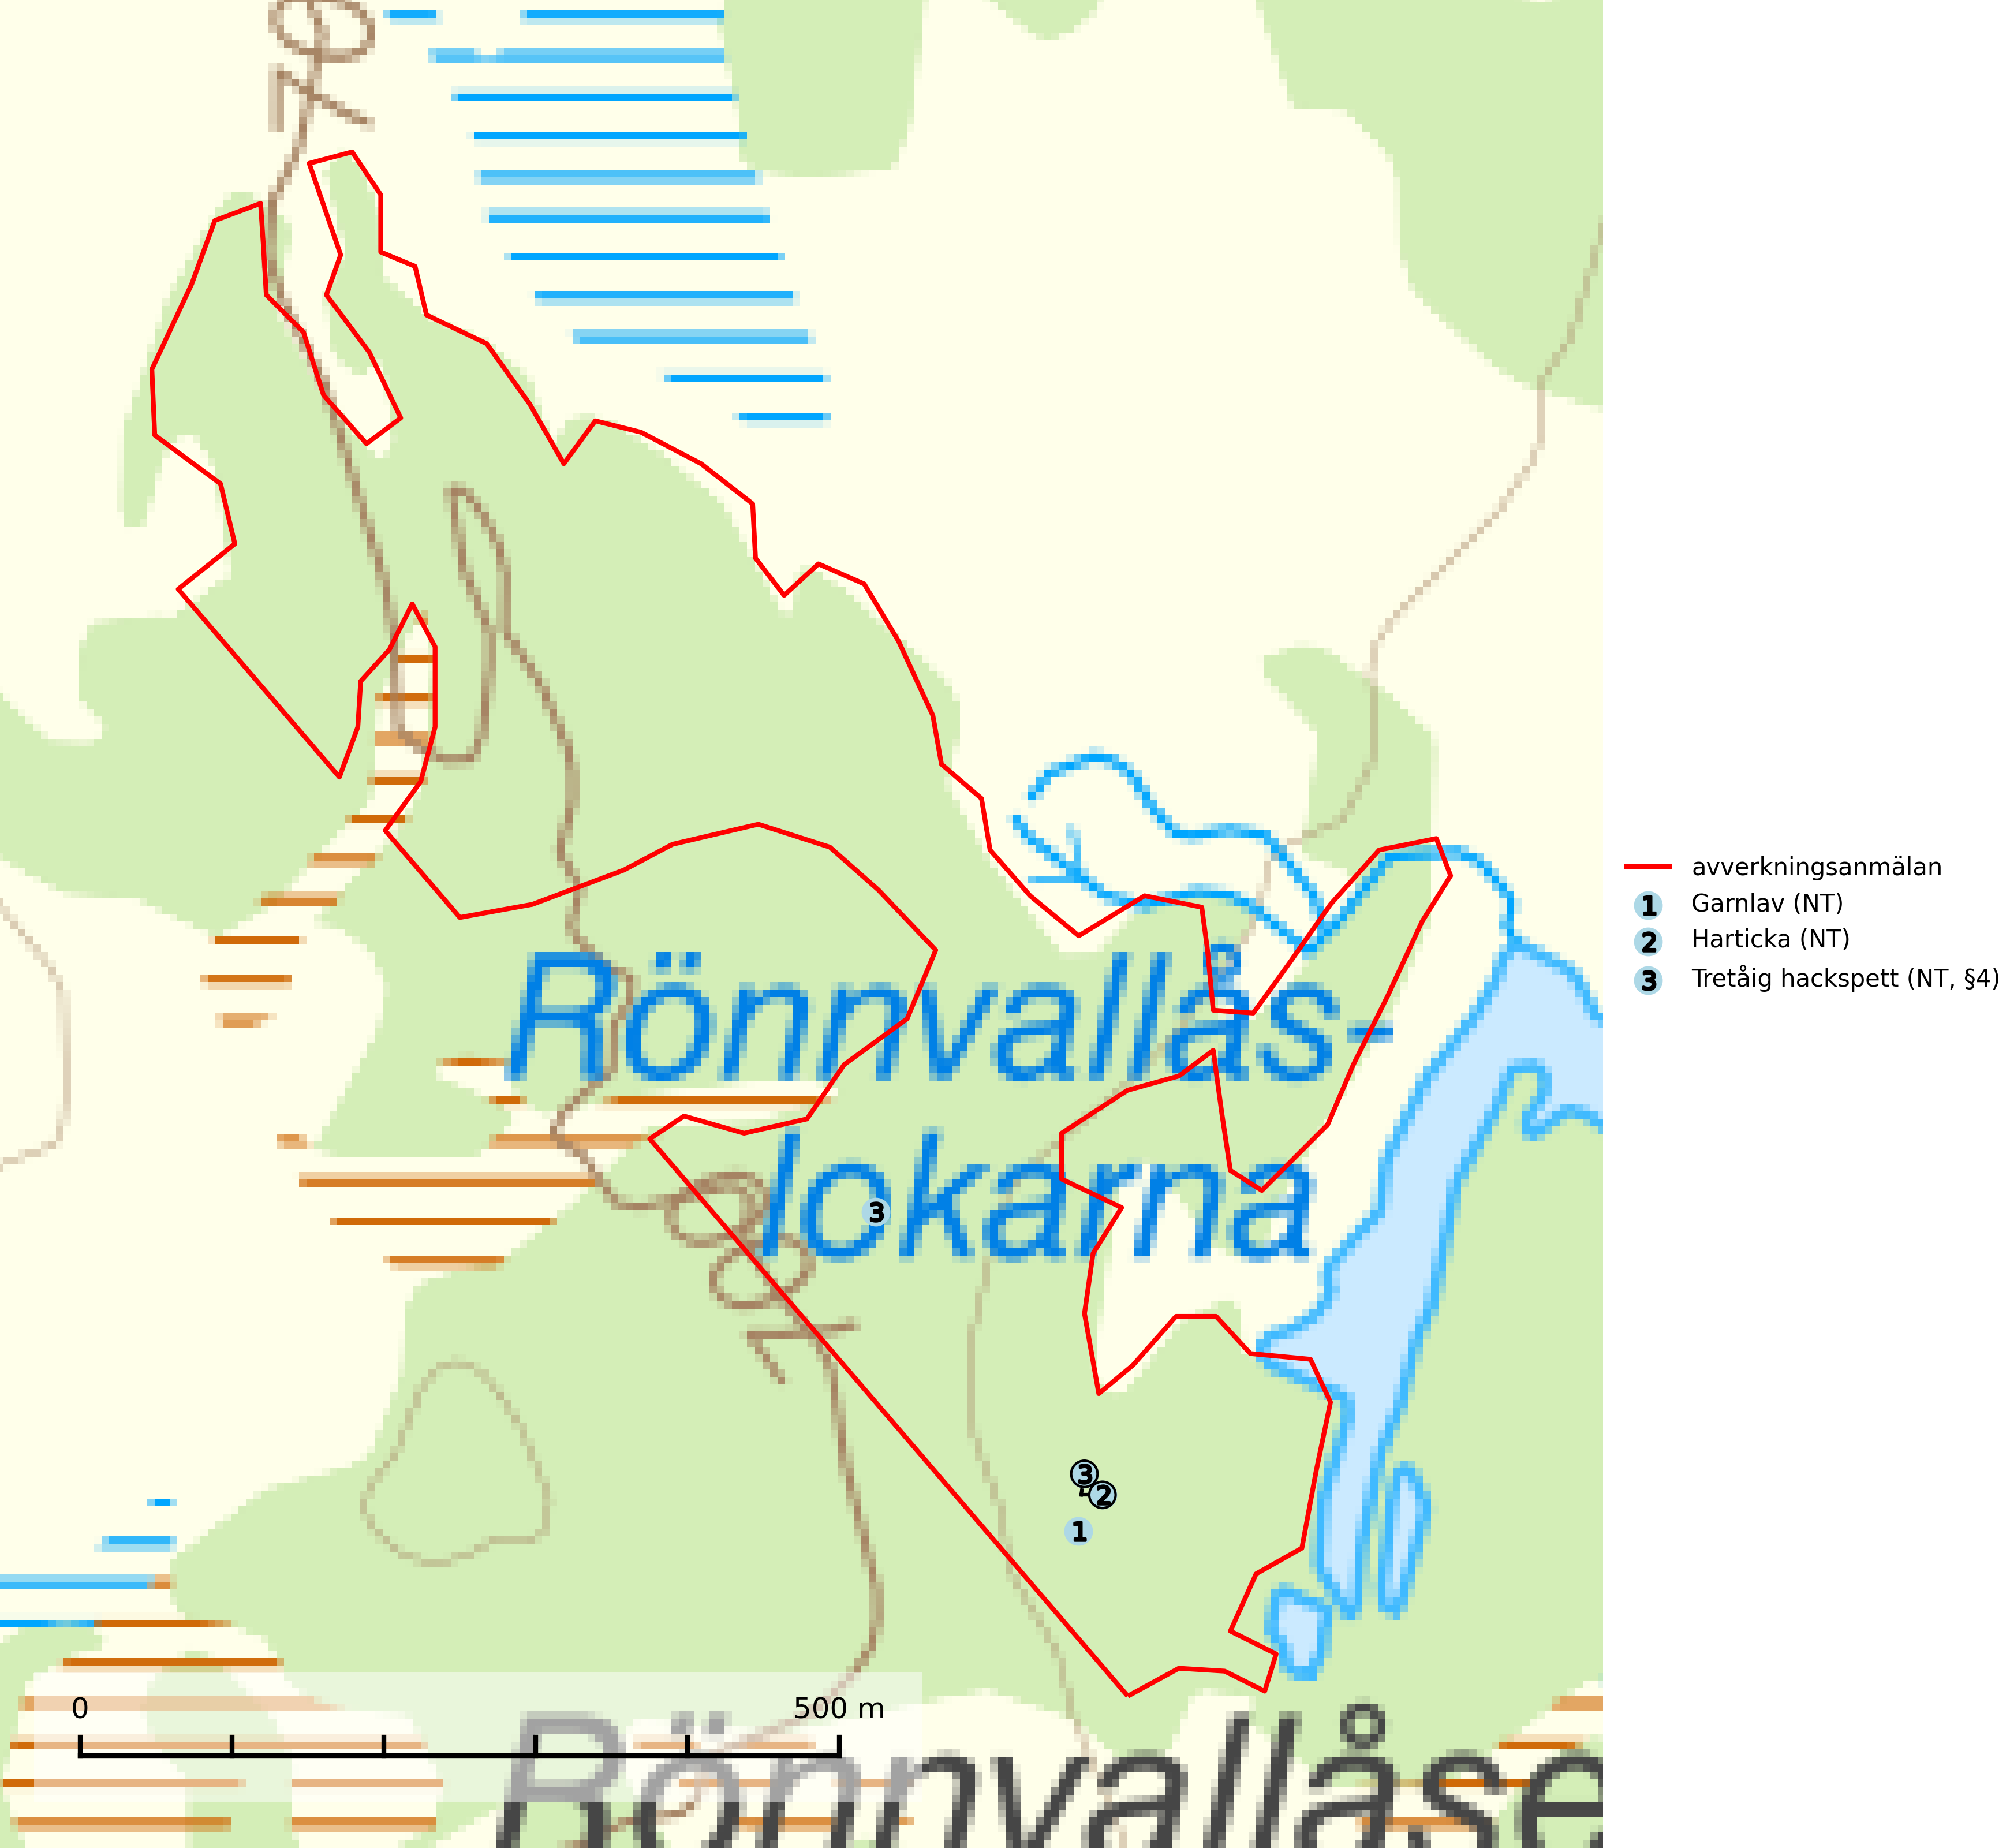 Rönnvallås-
lokarna
3
3
2
1
0 500 m
Rönnvallåse
avverkningsanmälan
1 Garnlav (NT)
2 Harticka (NT)
3 Tretåig hackspett (NT, §4)